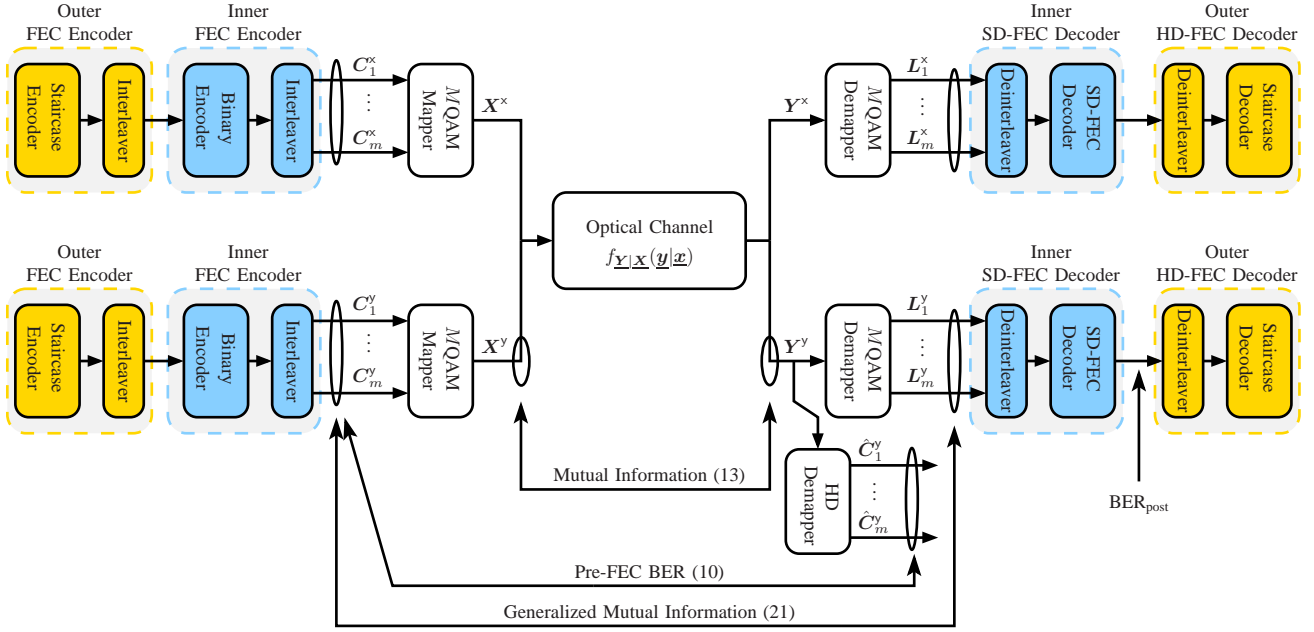 Outer
FEC Encoder
Inner
FEC Encoder
Inner
SD-FEC Decoder
Outer
HD-FEC Decoder
Staircase
Encoder
Interleaver
Binary
Encoder
Interleaver
C₁ˣ
⋯
Cₘˣ
MQAM
Mapper
Xˣ
Yˣ
MQAM
Demapper
L₁ˣ
⋯
Lₘˣ
Deinterleaver
SD-FEC
Decoder
Deinterleaver
Staircase
Decoder
Optical Channel
f_{Y|X}(y|x)
Outer
FEC Encoder
Inner
FEC Encoder
Inner
SD-FEC Decoder
Outer
HD-FEC Decoder
Staircase
Encoder
Interleaver
Binary
Encoder
Interleaver
C₁ʸ
⋯
Cₘʸ
MQAM
Mapper
Xʸ
Yʸ
MQAM
Demapper
L₁ʸ
⋯
Lₘʸ
Deinterleaver
SD-FEC
Decoder
Deinterleaver
Staircase
Decoder
HD
Demapper
Ĉ₁ʸ
⋯
Ĉₘʸ
Mutual Information (13)
BERpost
Pre-FEC BER (10)
Generalized Mutual Information (21)